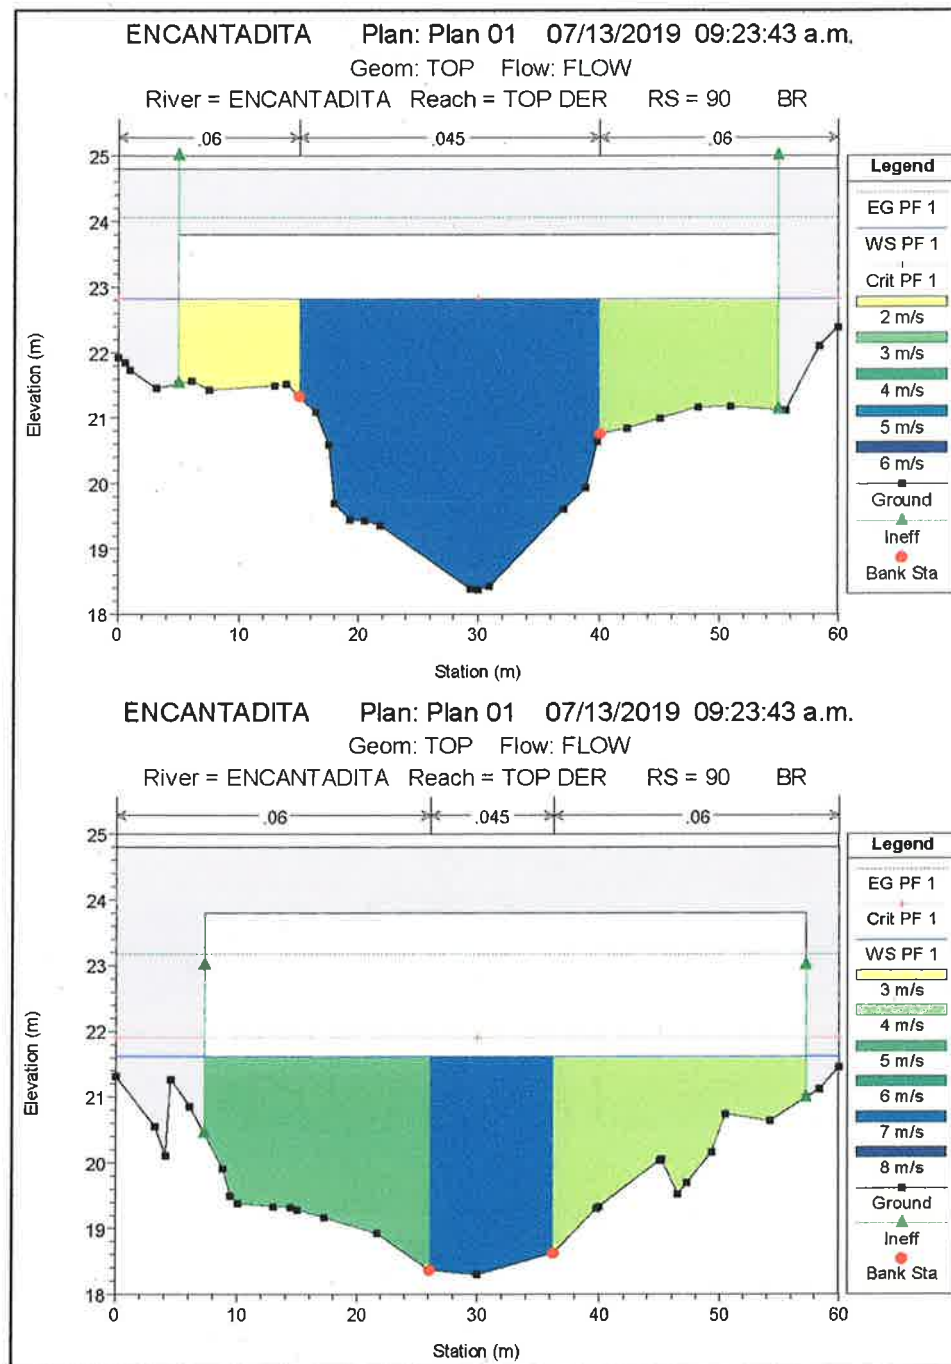 ENCANTADITA Plan: Plan 01 07/13/2019 09:23:43 a.m.
Geom: TOP Flow: FLOW
River = ENCANTADITA Reach = TOP DER RS = 90 BR
.06 .045 .06
25
24
23
22
21
20
19
18
Elevation (m)
0 10 20 30 40 50 60
Station (m)
Legend
EG PF 1
WS PF 1
Crit PF 1
2 m/s
3 m/s
4 m/s
5 m/s
6 m/s
Ground
Ineff
Bank Sta
ENCANTADITA Plan: Plan 01 07/13/2019 09:23:43 a.m.
Geom: TOP Flow: FLOW
River = ENCANTADITA Reach = TOP DER RS = 90 BR
.06 .045 .06
25
24
23
22
21
20
19
18
Elevation (m)
0 10 20 30 40 50 60
Station (m)
Legend
EG PF 1
Crit PF 1
WS PF 1
3 m/s
4 m/s
5 m/s
6 m/s
7 m/s
8 m/s
Ground
Ineff
Bank Sta